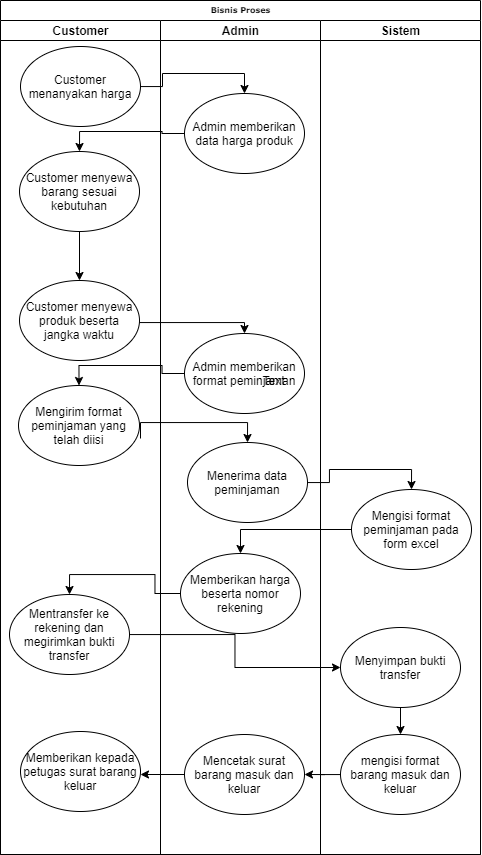 Bisnis Proses
Customer
Admin
Sistem
Customer
menanyakan harga
Admin memberikan
data harga produk
Customer menyewa
barang sesuai
kebutuhan
Customer menyewa
produk beserta
jangka waktu
Admin memberikan
format peminjaman
Text
Mengirim format
peminjaman yang
telah diisi
Menerima data
peminjaman
Mengisi format
peminjaman pada
form excel
Memberikan harga
beserta nomor
rekening
Mentransfer ke
rekening dan
megirimkan bukti
transfer
Menyimpan bukti
transfer
mengisi format
barang masuk dan
keluar
Mencetak surat
barang masuk dan
keluar
Memberikan kepada
petugas surat barang
keluar